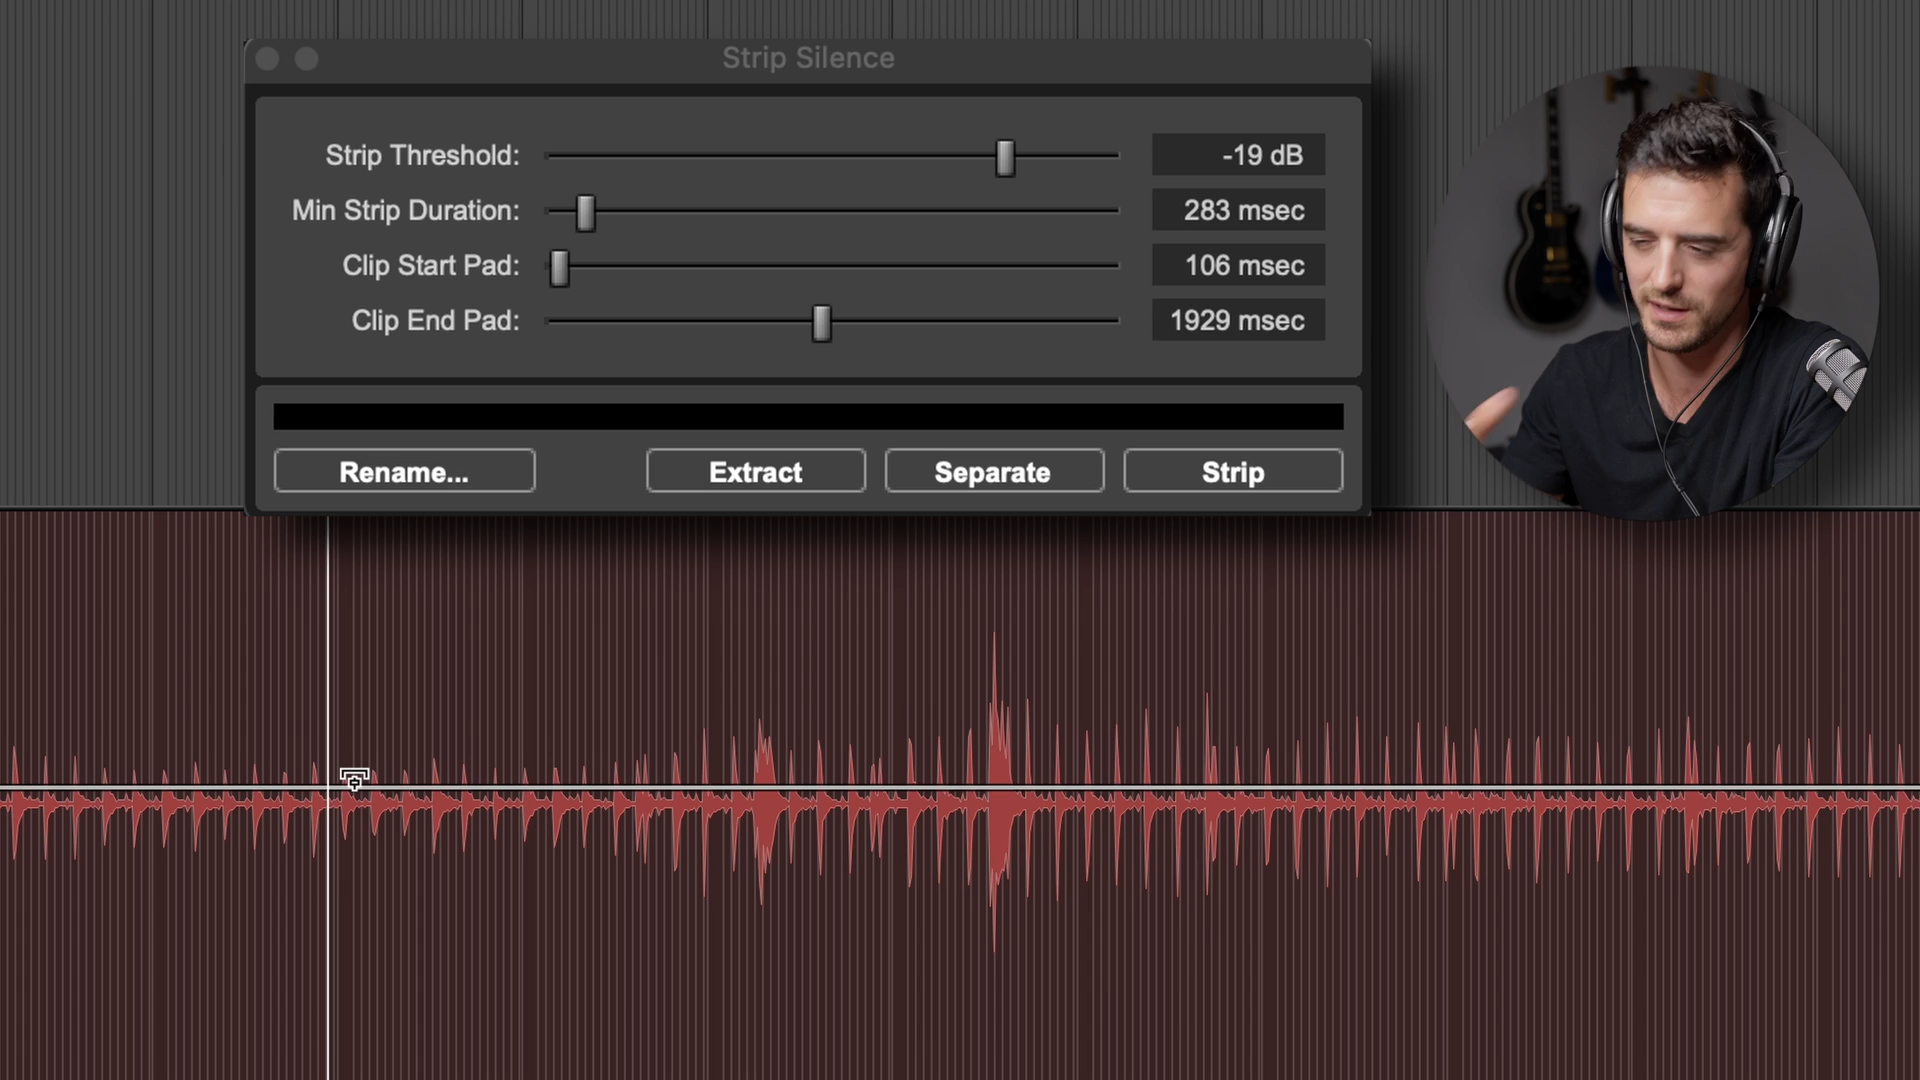 Strip Silence
Strip Threshold: -19 dB
Min Strip Duration: 283 msec
Clip Start Pad: 106 msec
Clip End Pad: 1929 msec
Rename... Extract Separate Strip